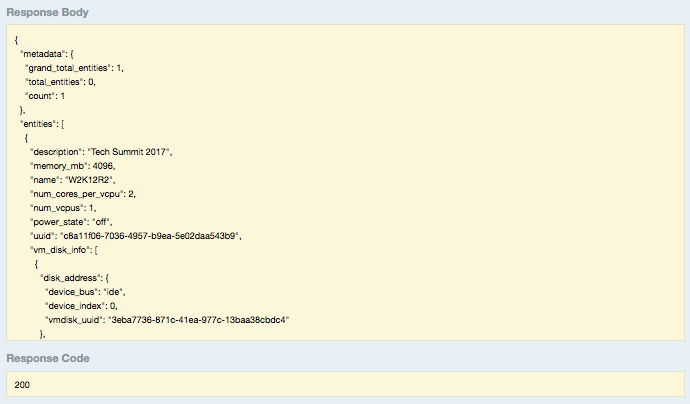 Response Body
{
"metadata": {
"grand_total_entities": 1,
"total_entities": 0,
"count": 1
},
"entities": [
{
"description": "Tech Summit 2017",
"memory_mb": 4096,
"name": "W2K12R2",
"num_cores_per_vcpu": 2,
"num_vcpus": 1,
"power_state": "off",
"uuid": "c8a11f06-7036-4957-b9ea-5e02daa543b9",
"vm_disk_info": [
{
"disk_address": {
"device_bus": "ide",
"device_index": 0,
"vmdisk_uuid": "3eba7736-871c-41ea-977c-13baa38cbdc4"
},
Response Code
200